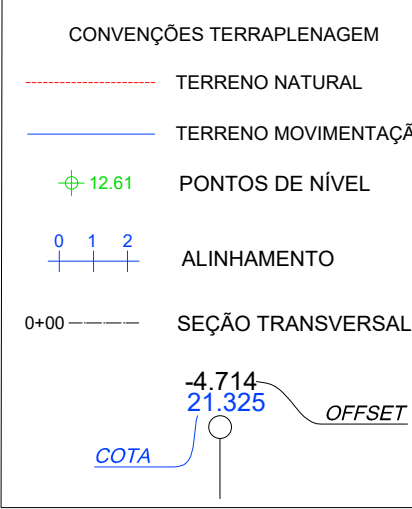 CONVENÇÕES TERRAPLENAGEM
TERRENO NATURAL
TERRENO MOVIMENTAÇÃ
12.61 PONTOS DE NÍVEL
0 1 2
ALINHAMENTO
0+00 SEÇÃO TRANSVERSAL
-4.714
21.325
OFFSET
COTA